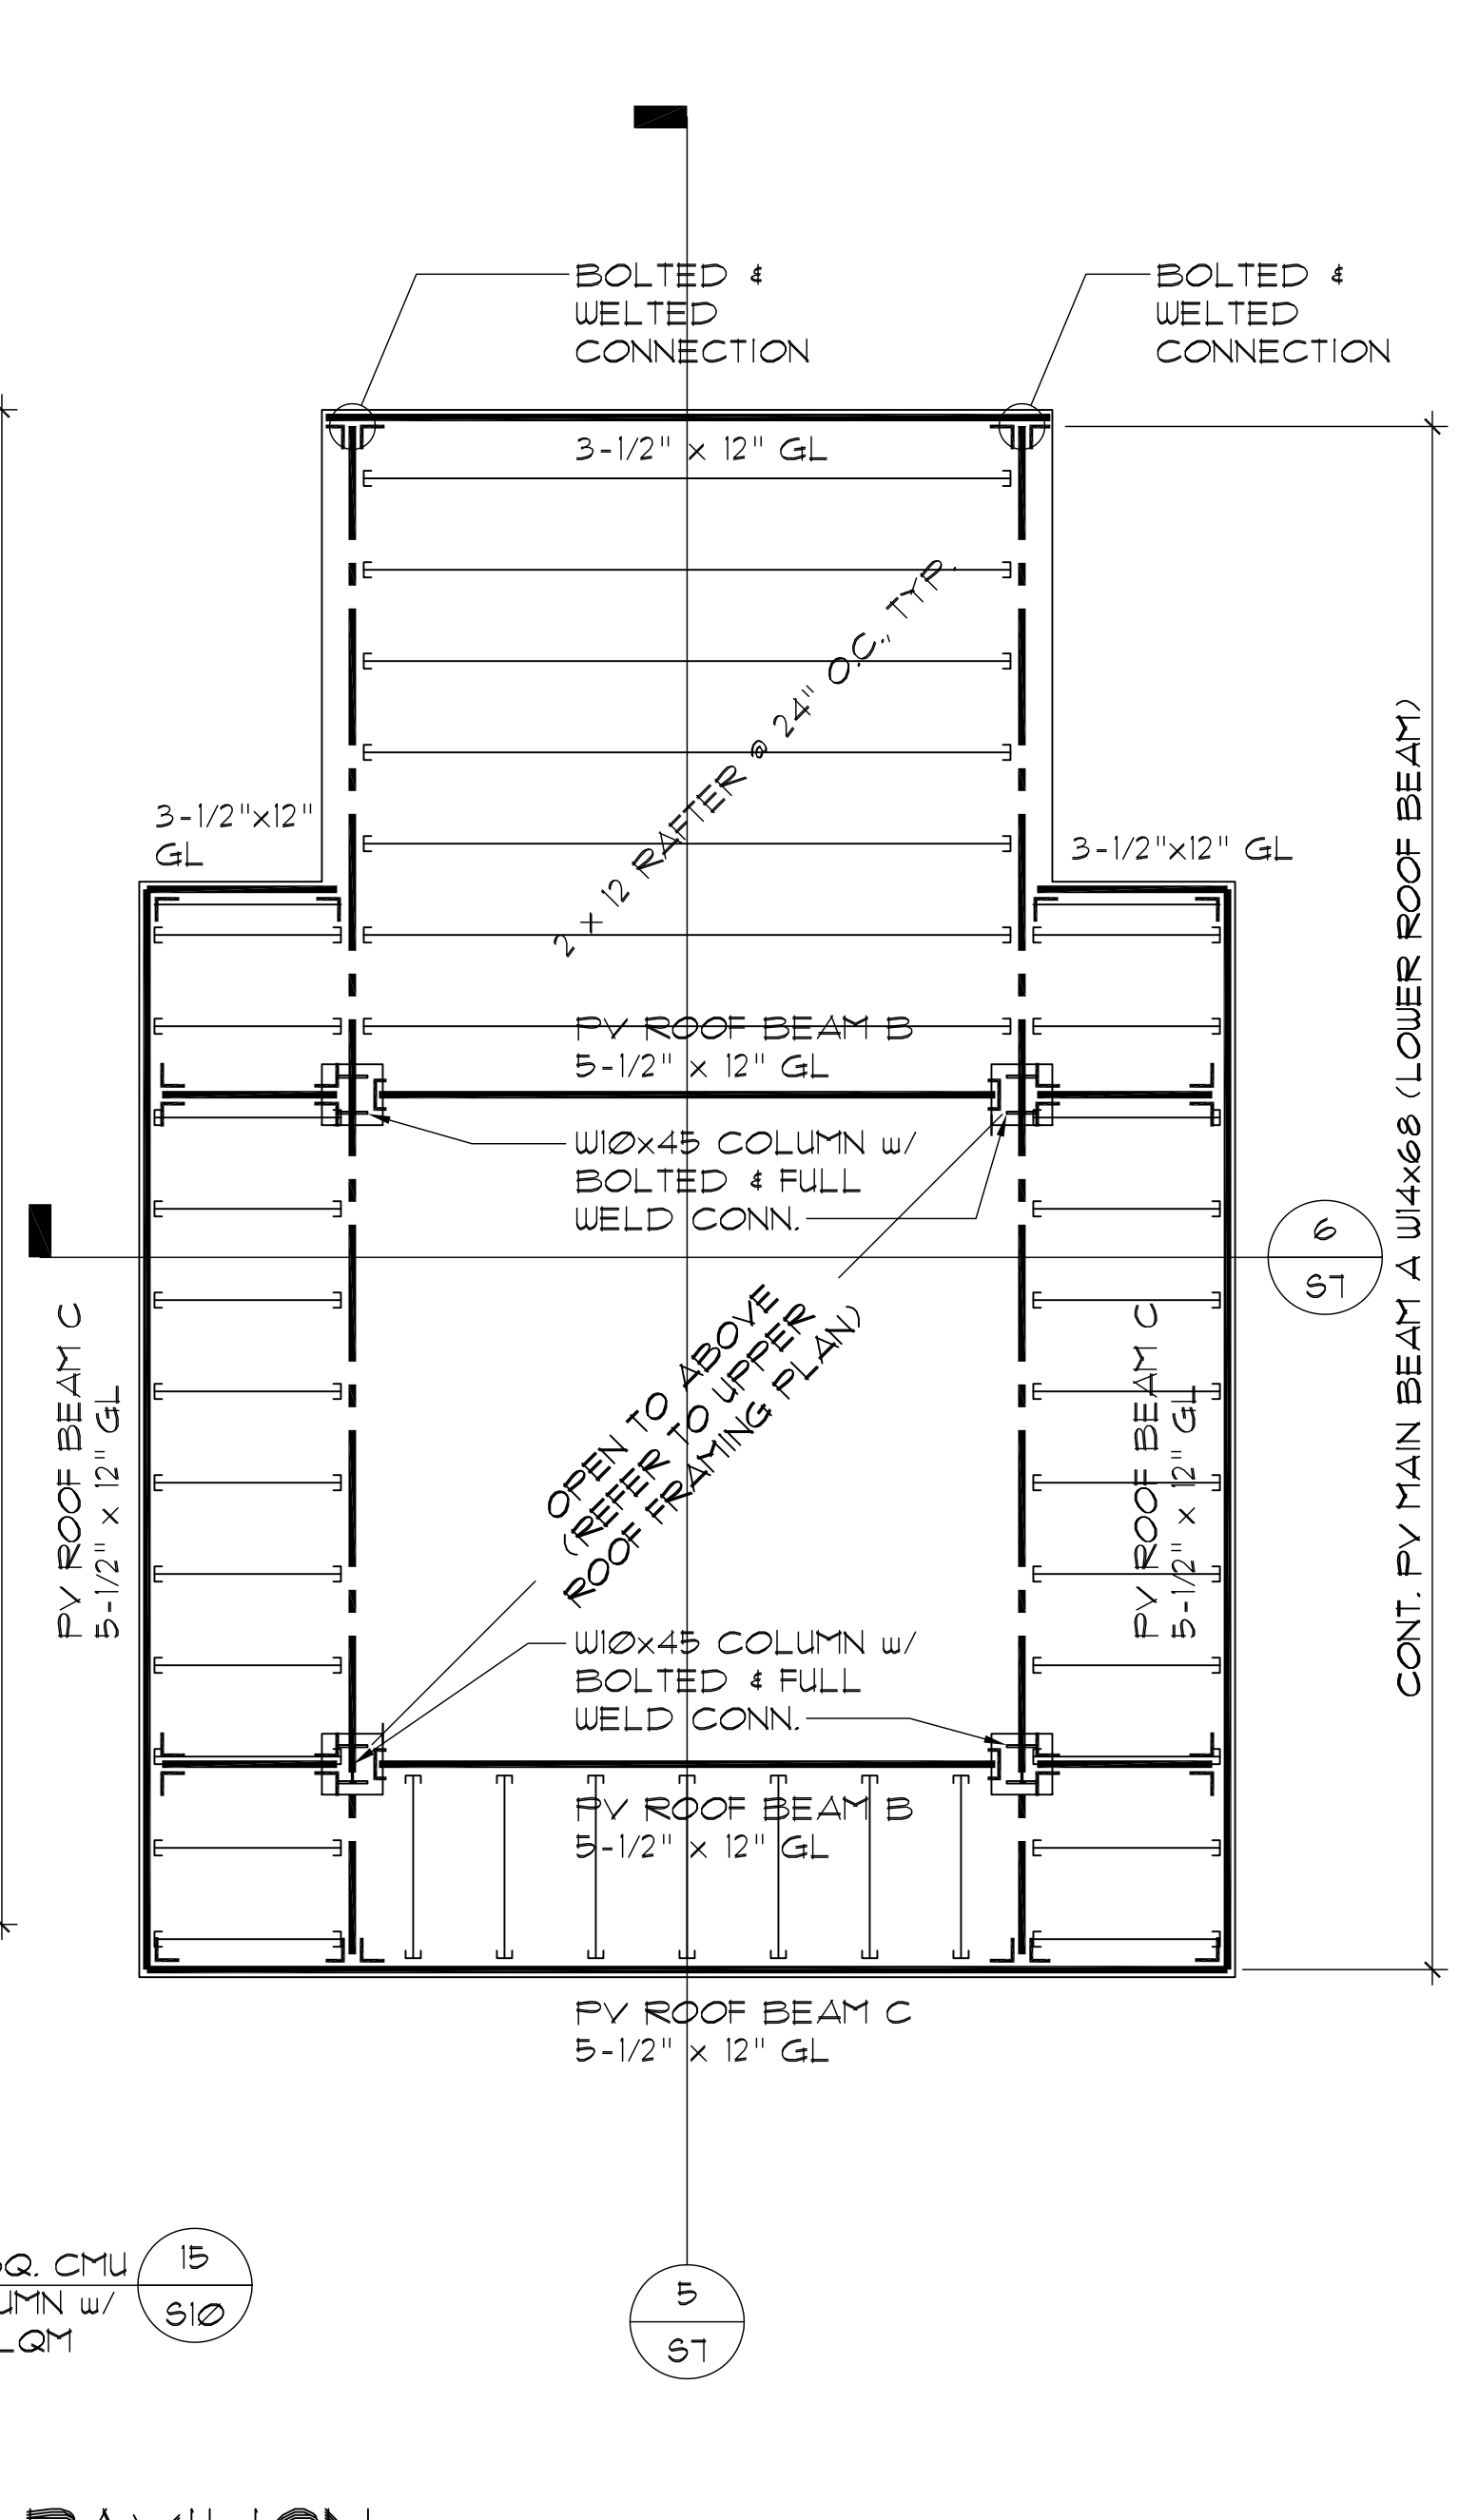 BOLTED &
WELTED
CONNECTION
BOLTED &
WELTED
CONNECTION
3-1/2" x 12" GL
2 x 12 RAFTER @ 24" O.C., TYP.
3-1/2"x12"
GL
3-1/2"x12" GL
PV ROOF BEAM B
5-1/2" x 12" GL
W10x45 COLUMN w/
BOLTED & FULL
WELD CONN.
6
S7
CONT. PV MAIN BEAM A W14x68 (LOWER ROOF BEAM)
PV ROOF BEAM C
5-1/2" x 12" GL
OPEN TO ABOVE
(REFER TO UPPER
ROOF FRAMING PLAN)
PV ROOF BEAM C
5-1/2" x 12" GL
W10x45 COLUMN w/
BOLTED & FULL
WELD CONN.
PV ROOF BEAM B
5-1/2" x 12" GL
PV ROOF BEAM C
5-1/2" x 12" GL
CMU
w/
15
S10
5
S7